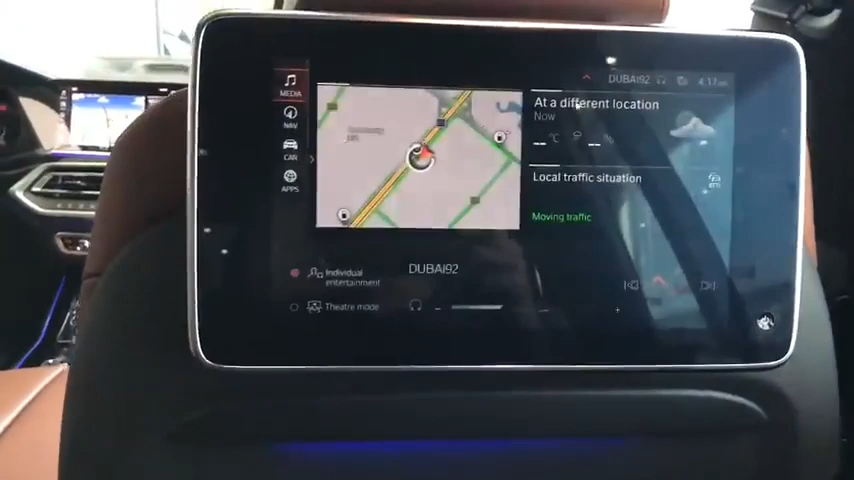 DUBAI92 4:17
MEDIA
At a different location
Now
NAV
-- °C -- %
CAR
Local traffic situation
APPS
Moving traffic
Individual
entertainment
DUBAI92
Theatre mode
- +